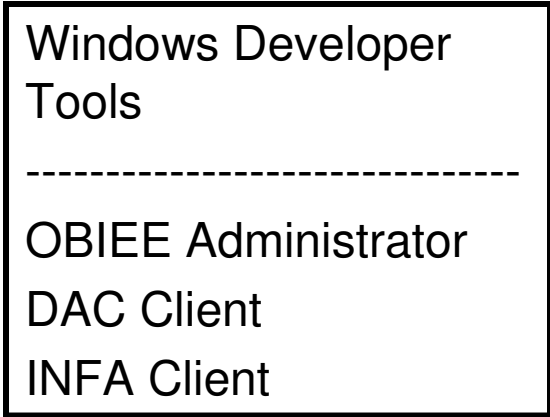 Windows Developer
Tools
-------------------------------
OBIEE Administrator
DAC Client
INFA Client